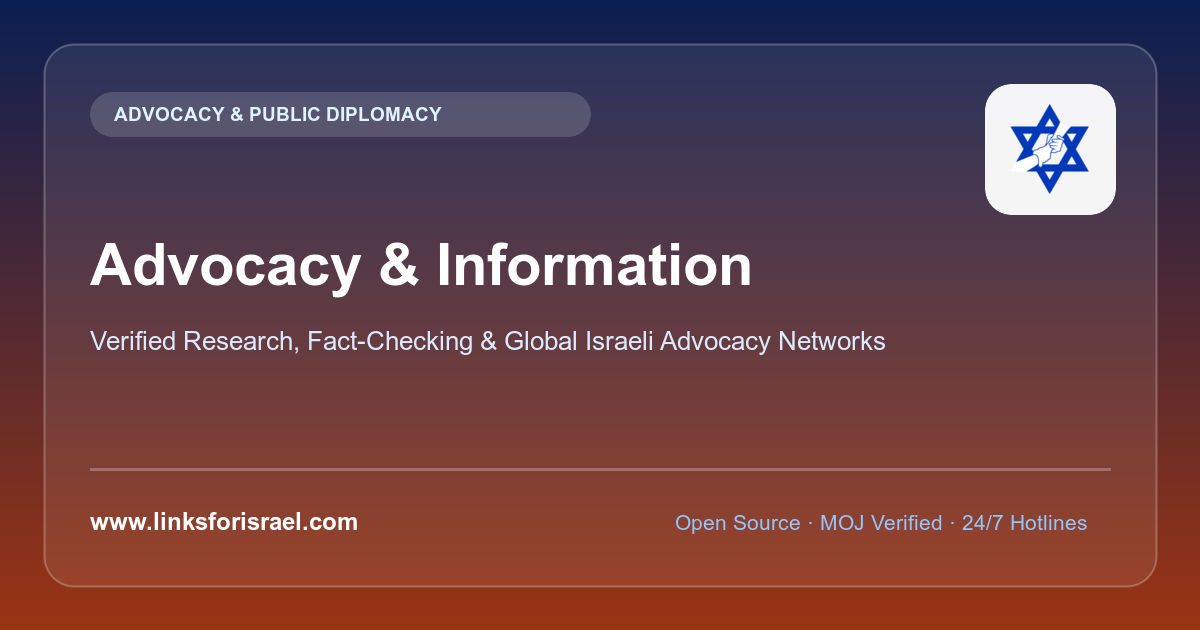 ADVOCACY & PUBLIC DIPLOMACY
Advocacy & Information
Verified Research, Fact-Checking & Global Israeli Advocacy Networks
www.linksforisrael.com
Open Source · MOJ Verified · 24/7 Hotlines